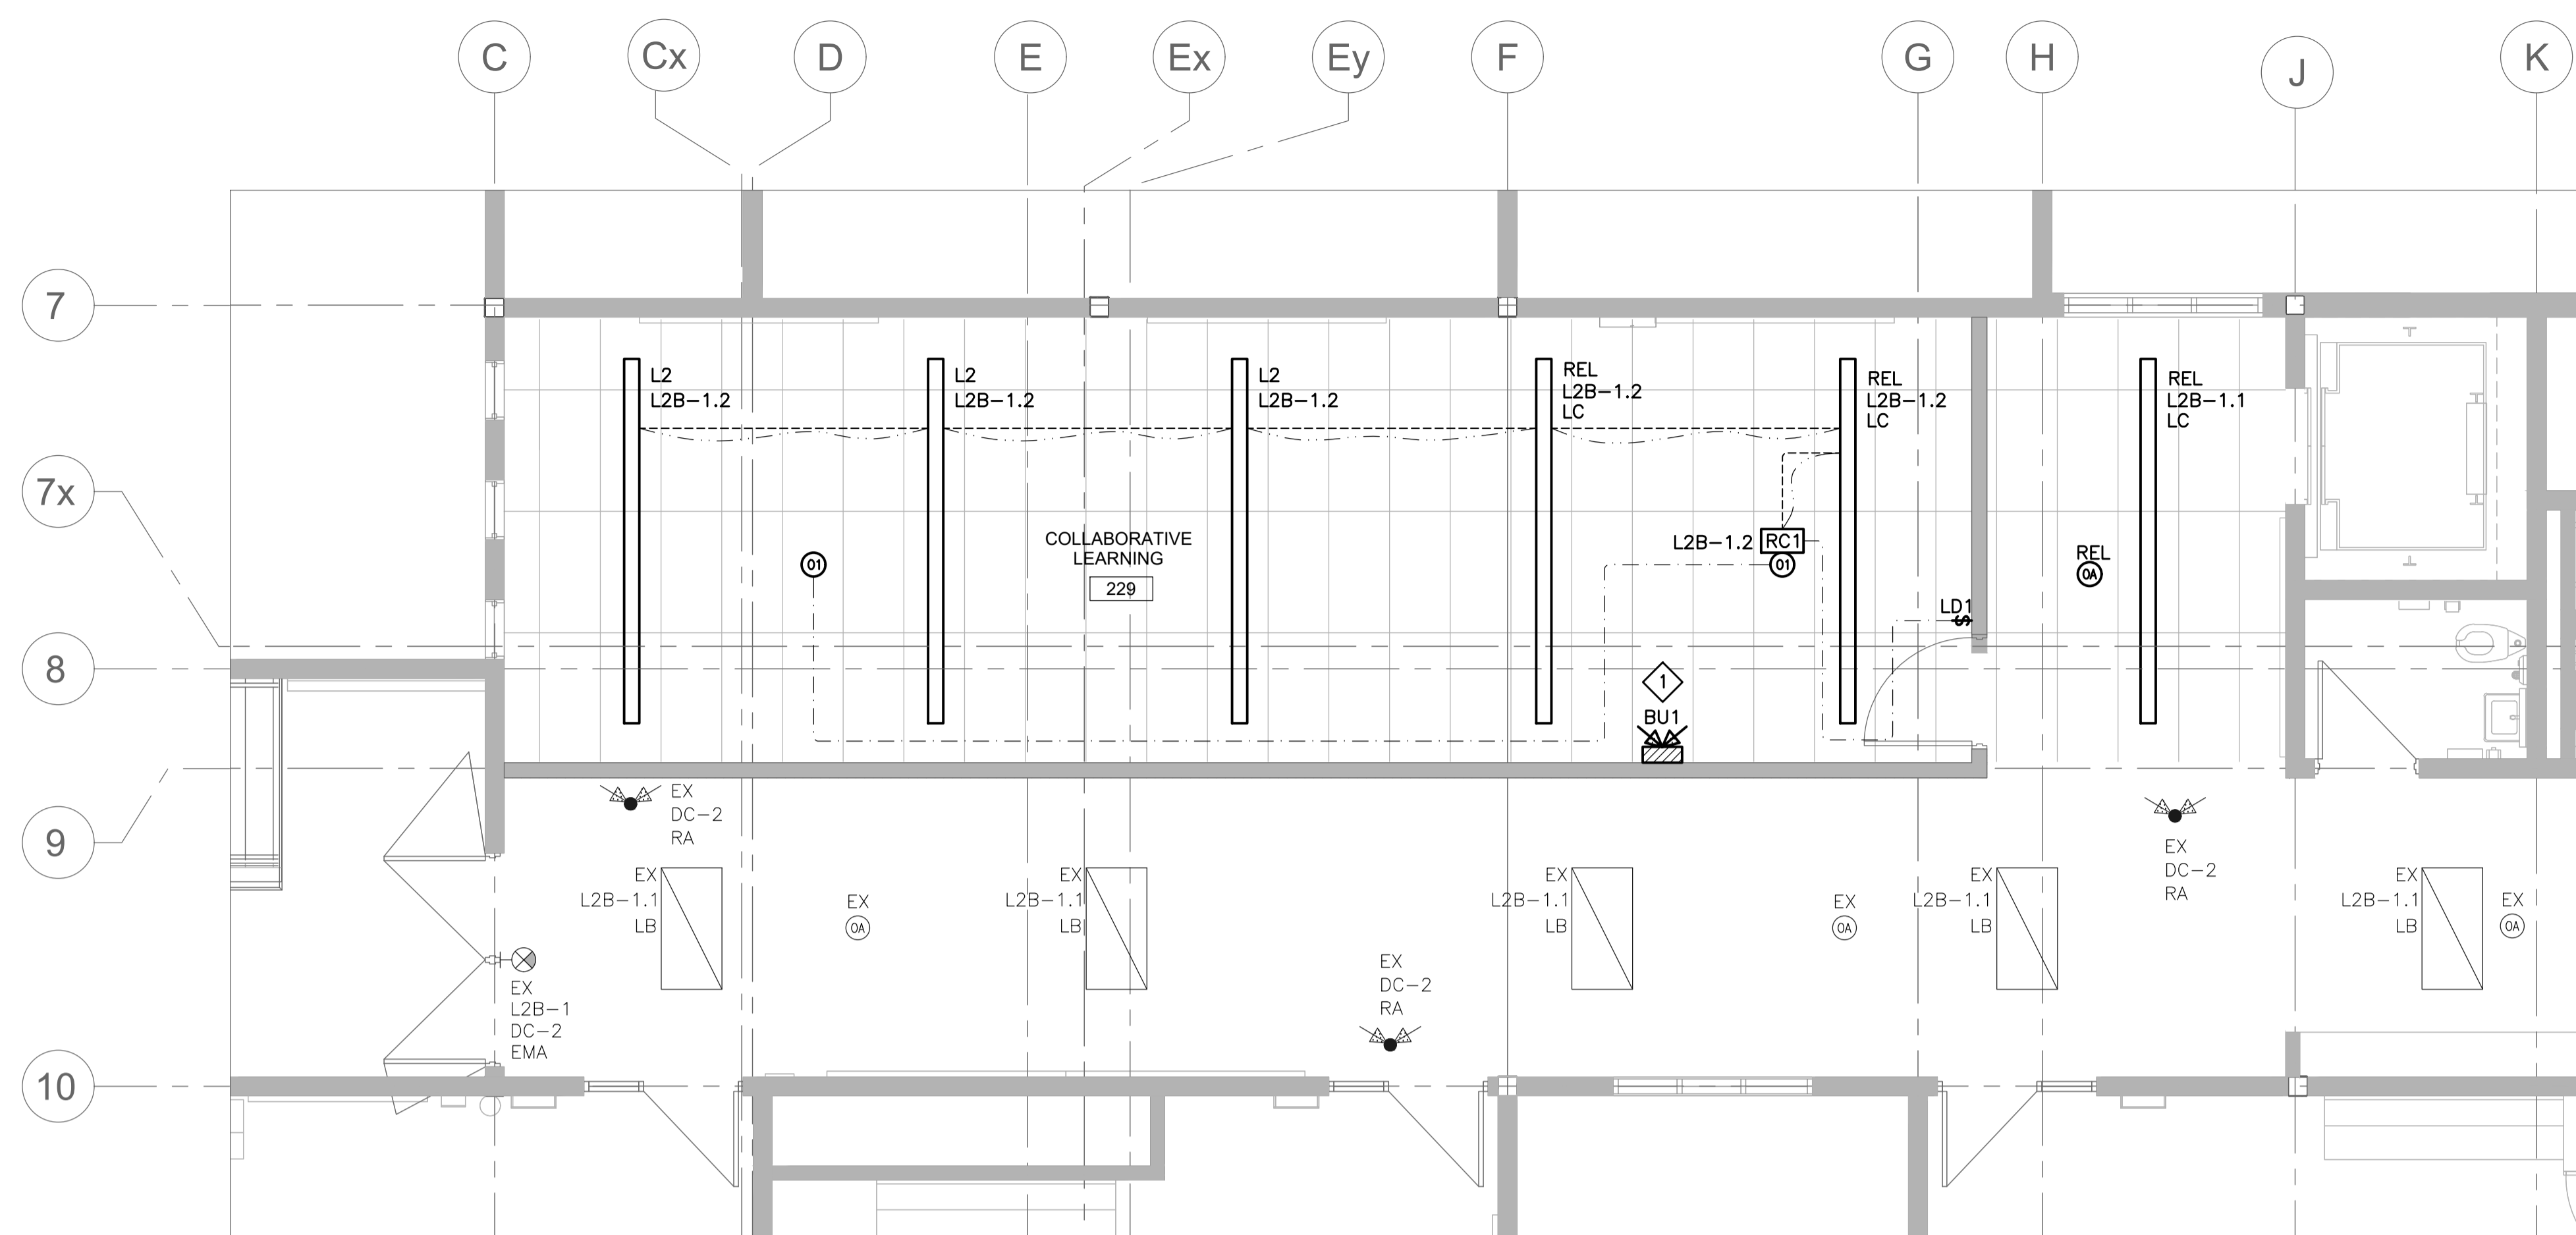 C
Cx
D
E
Ex
Ey
F
G
H
J
K
7
7x
8
9
10
L2
L2B-1.2
L2
L2B-1.2
L2
L2B-1.2
REL
L2B-1.2
LC
REL
L2B-1.2
LC
REL
L2B-1.1
LC
COLLABORATIVE
LEARNING
229
01
L2B-1.2 RC1
01
REL
OA
LD1
S
1
BU1
EX
DC-2
RA
EX
DC-2
RA
EX
L2B-1.1
LB
EX
OA
EX
L2B-1.1
LB
EX
L2B-1.1
LB
EX
OA
EX
L2B-1.1
LB
EX
L2B-1.1
LB
EX
OA
EX
L2B-1
DC-2
EMA
EX
DC-2
RA